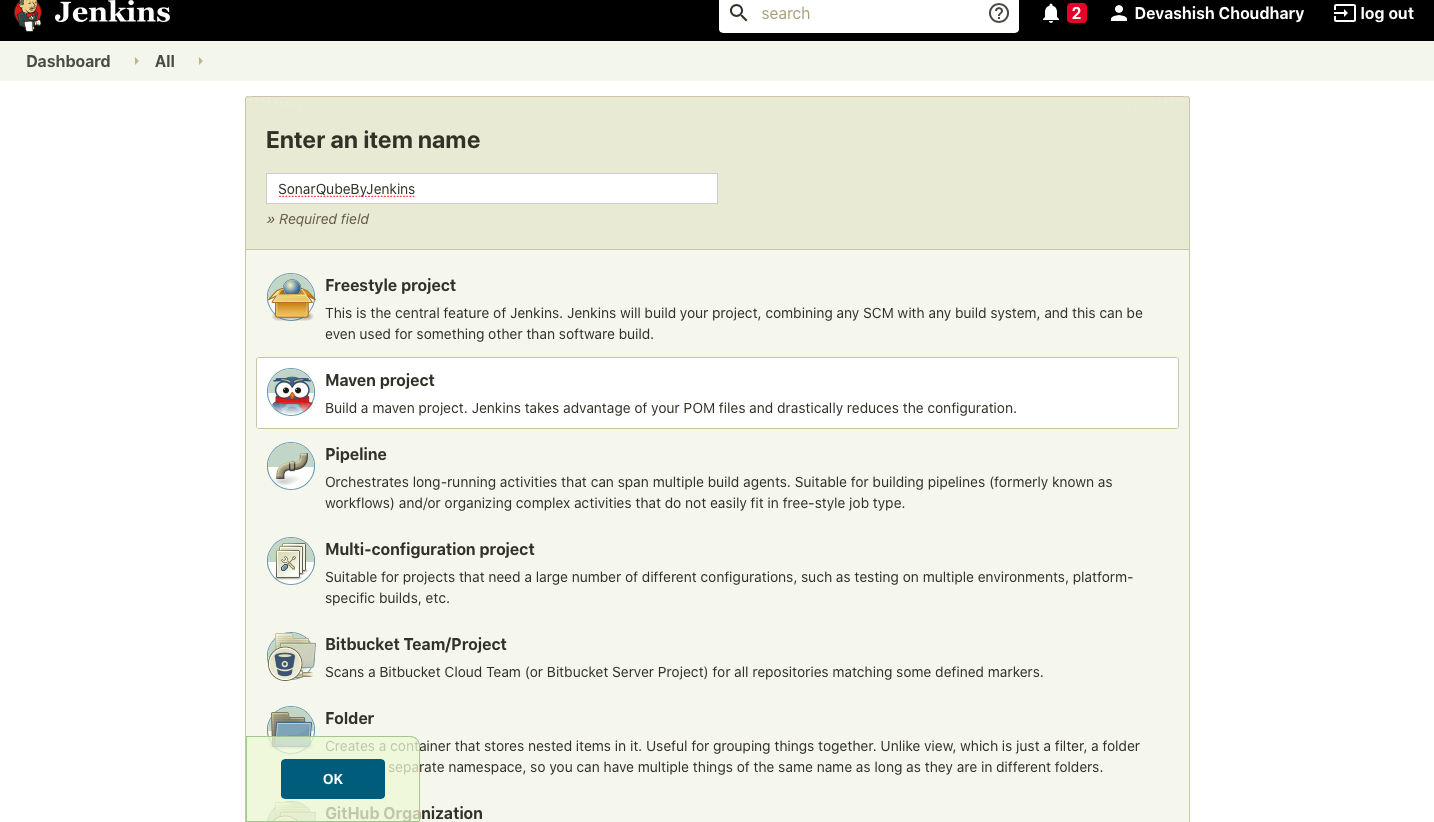 Jenkins
search
2
Devashish Choudhary
log out
Dashboard
All
Enter an item name
SonarQubeByJenkins
» Required field
Freestyle project
This is the central feature of Jenkins. Jenkins will build your project, combining any SCM with any build system, and this can be
even used for something other than software build.
Maven project
Build a maven project. Jenkins takes advantage of your POM files and drastically reduces the configuration.
Pipeline
Orchestrates long-running activities that can span multiple build agents. Suitable for building pipelines (formerly known as
workflows) and/or organizing complex activities that do not easily fit in free-style job type.
Multi-configuration project
Suitable for projects that need a large number of different configurations, such as testing on multiple environments, platform-
specific builds, etc.
Bitbucket Team/Project
Scans a Bitbucket Cloud Team (or Bitbucket Server Project) for all repositories matching some defined markers.
Folder
Creates a container that stores nested items in it. Useful for grouping things together. Unlike view, which is just a filter, a folder
separate namespace, so you can have multiple things of the same name as long as they are in different folders.
OK
GitHub Organization